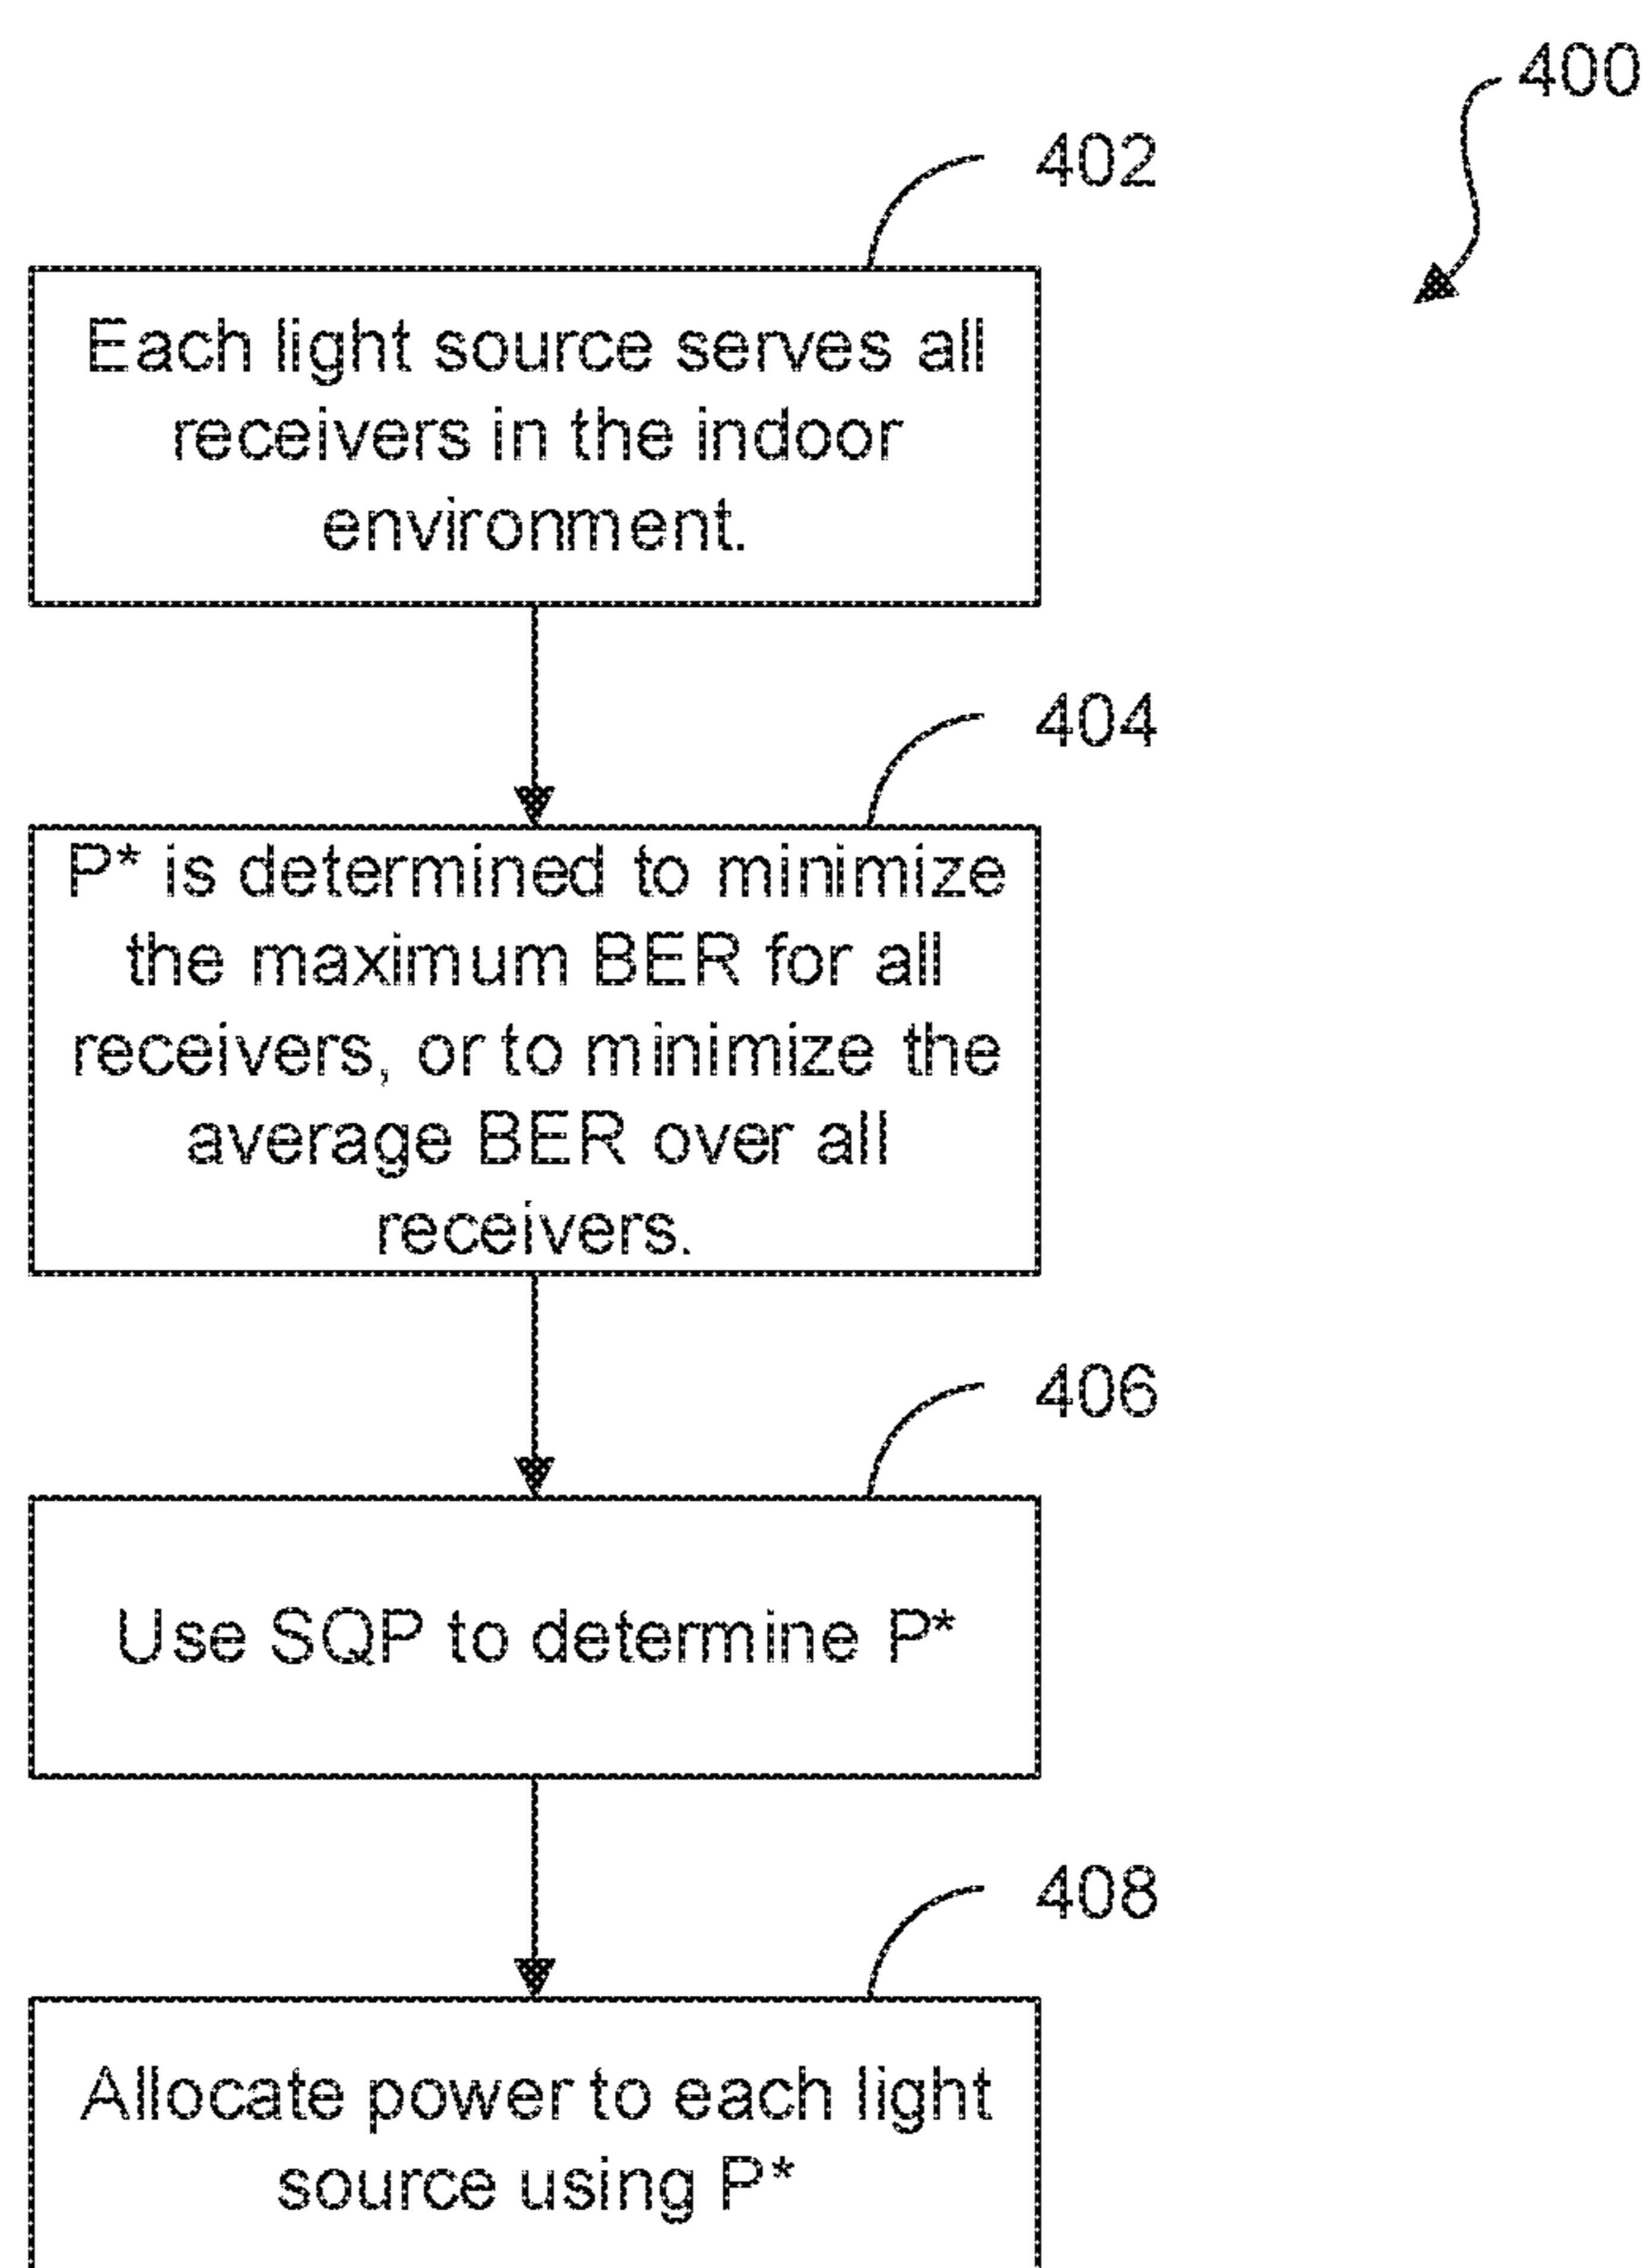 400
402
Each light source serves all
receivers in the indoor
environment.
404
P* is determined to minimize
the maximum BER for all
receivers, or to minimize the
average BER over all
receivers.
406
Use SQP to determine P*
408
Allocate power to each light
source using P*